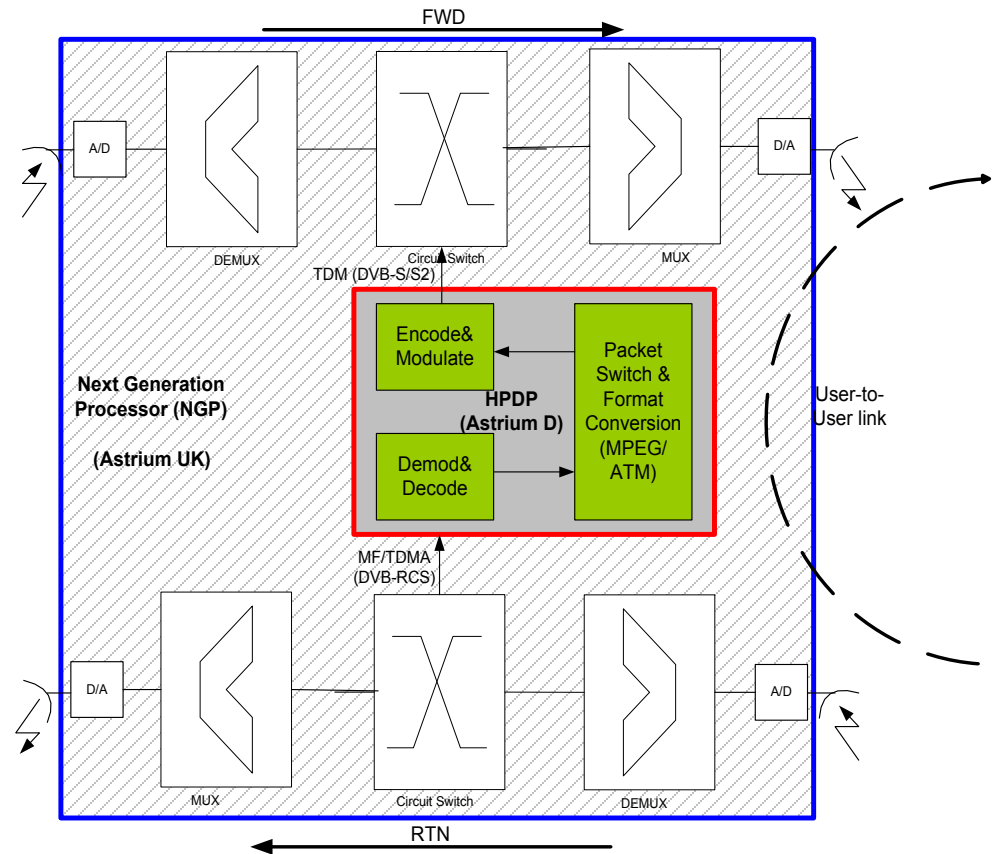 FWD
A/D
D/A
DEMUX
Circuit Switch
MUX
TDM (DVB-S/S2)
Encode&
Modulate
Packet
Switch &
Format
Conversion
(MPEG/
ATM)
HPDP
(Astrium D)
Demod&
Decode
Next Generation
Processor (NGP)
(Astrium UK)
User-to-
User link
MF/TDMA
(DVB-RCS)
D/A
A/D
MUX
Circuit Switch
DEMUX
RTN